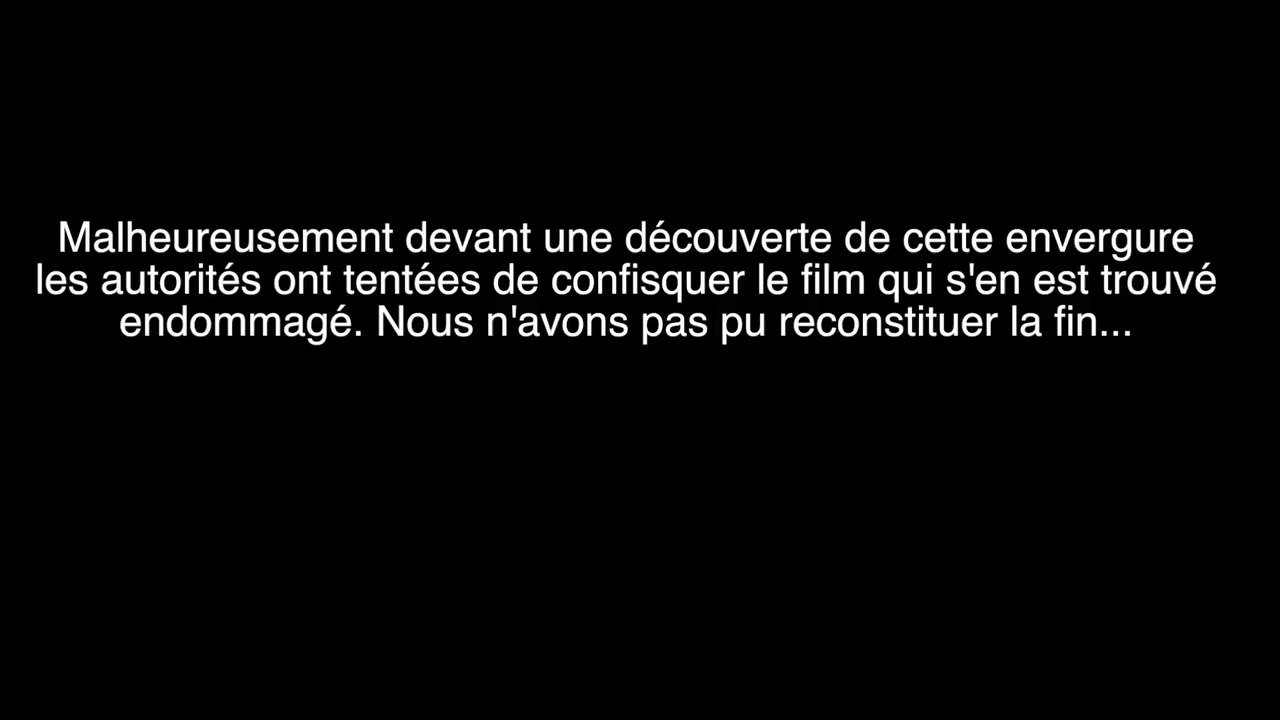 Malheureusement devant une découverte de cette envergure
les autorités ont tentées de confisquer le film qui s'en est trouvé
endommagé. Nous n'avons pas pu reconstituer la fin...